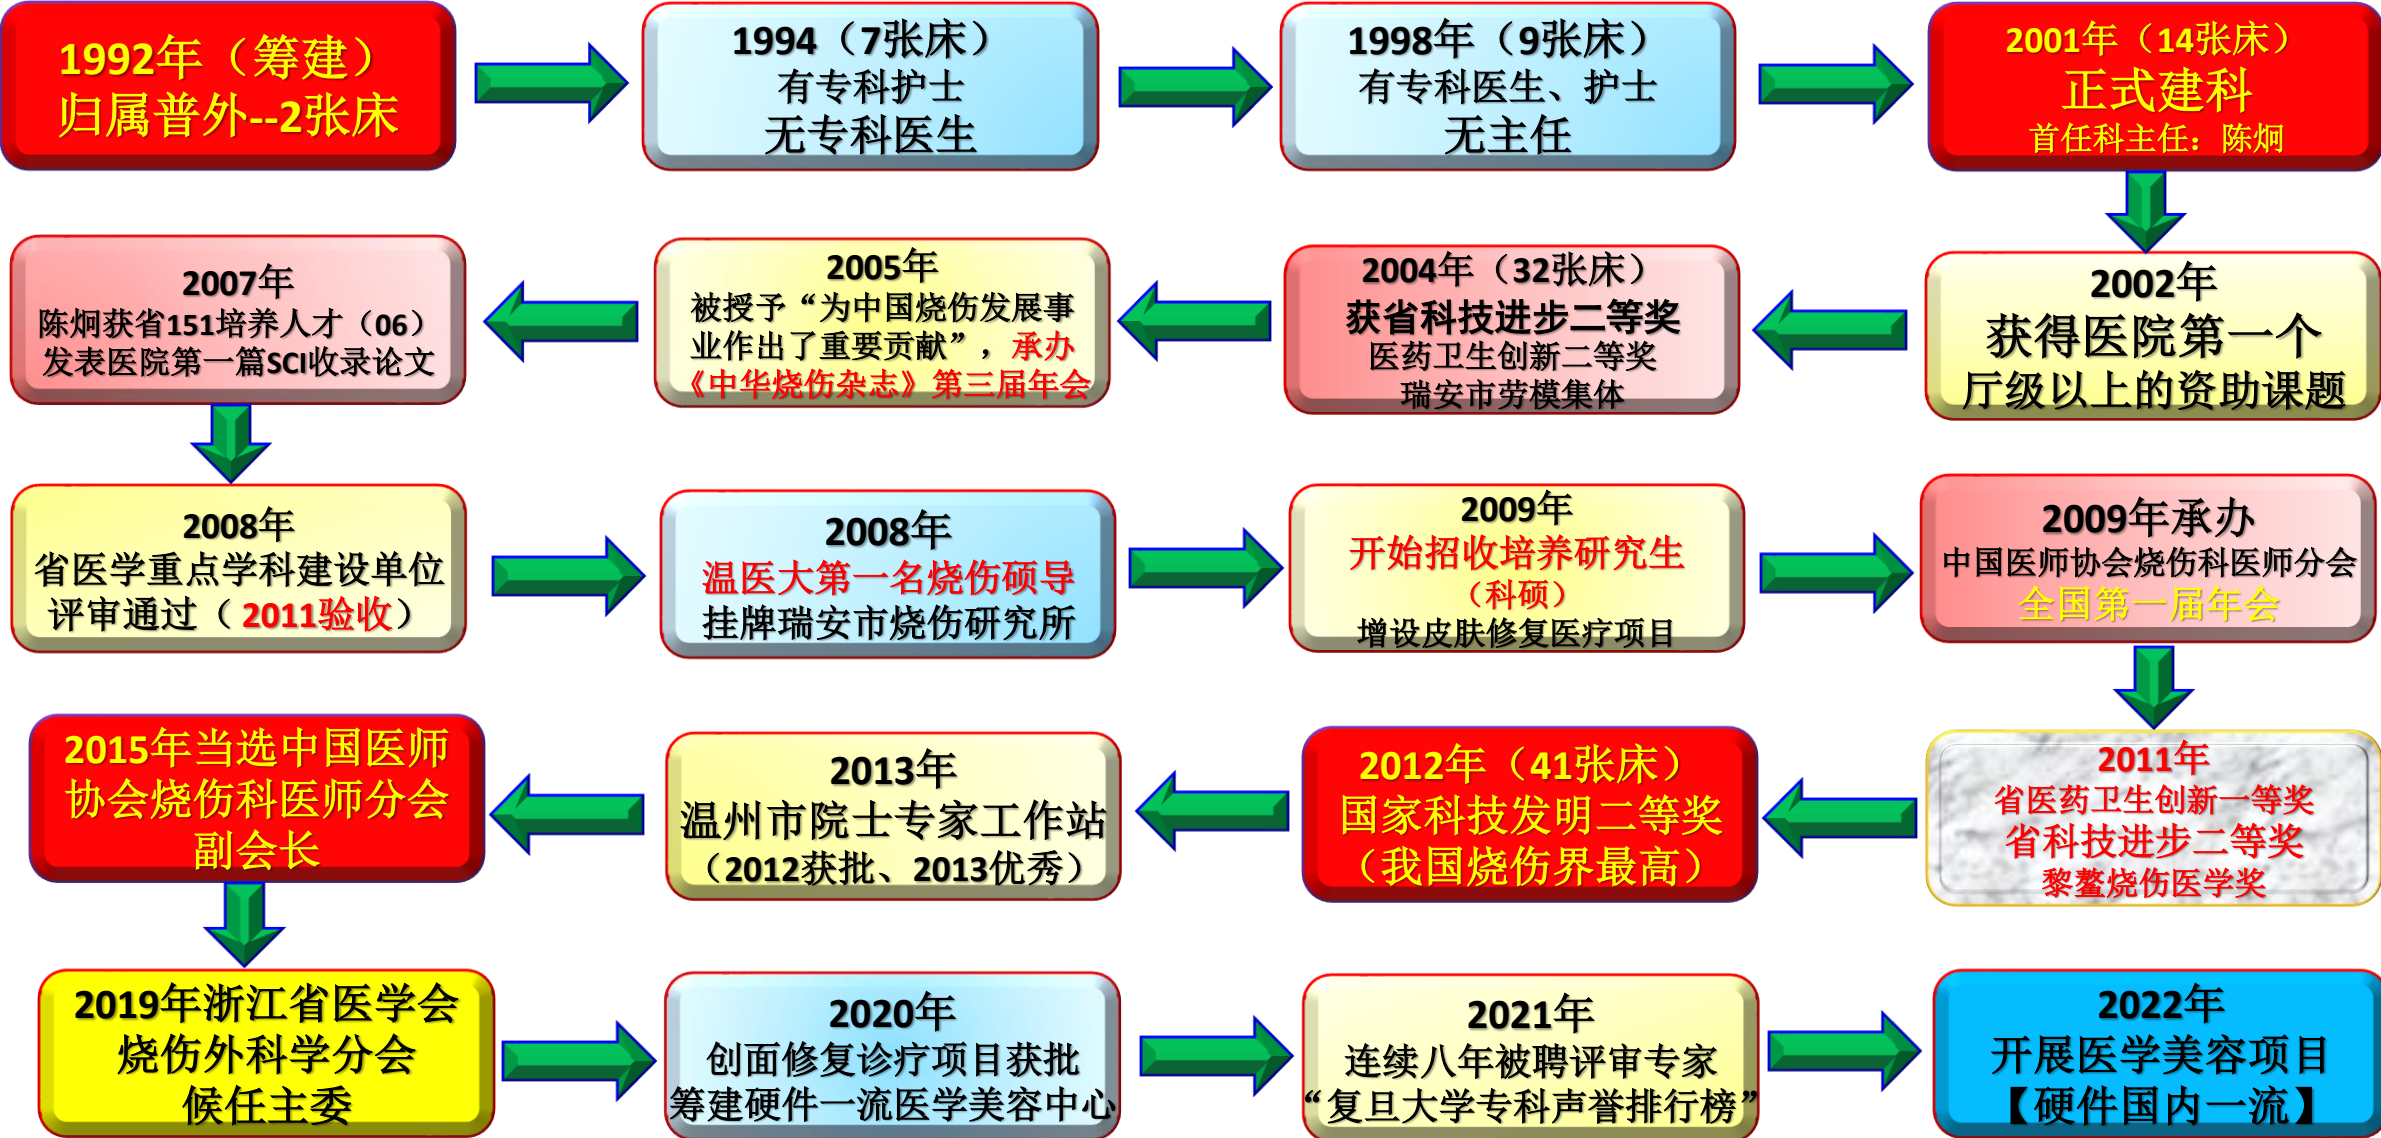 1992年（筹建）
归属普外--2张床
1994（7张床）
有专科护士
无专科医生
1998年（9张床）
有专科医生、护士
无主任
2001年（14张床）
正式建科
首任科主任：陈炯
2002年
获得医院第一个
厅级以上的资助课题
2004年（32张床）
获省科技进步二等奖
医药卫生创新二等奖
瑞安市劳模集体
2005年
被授予“为中国烧伤发展事
业作出了重要贡献”，承办
《中华烧伤杂志》第三届年会
2007年
陈炯获省151培养人才（06）
发表医院第一篇SCI收录论文
2008年
省医学重点学科建设单位
评审通过（ 2011验收）
2008年
温医大第一名烧伤硕导
挂牌瑞安市烧伤研究所
2009年
开始招收培养研究生
（科硕）
增设皮肤修复医疗项目
2009年承办
中国医师协会烧伤科医师分会
全国第一届年会
2011年
省医药卫生创新一等奖
省科技进步二等奖
黎鳌烧伤医学奖
2012年（41张床）
国家科技发明二等奖
（我国烧伤界最高）
2013年
温州市院士专家工作站
（2012获批、2013优秀）
2015年当选中国医师
协会烧伤科医师分会
副会长
2019年浙江省医学会
烧伤外科学分会
候任主委
2020年
创面修复诊疗项目获批
筹建硬件一流医学美容中心
2021年
连续八年被聘评审专家
“复旦大学专科声誉排行榜”
2022年
开展医学美容项目
【硬件国内一流】